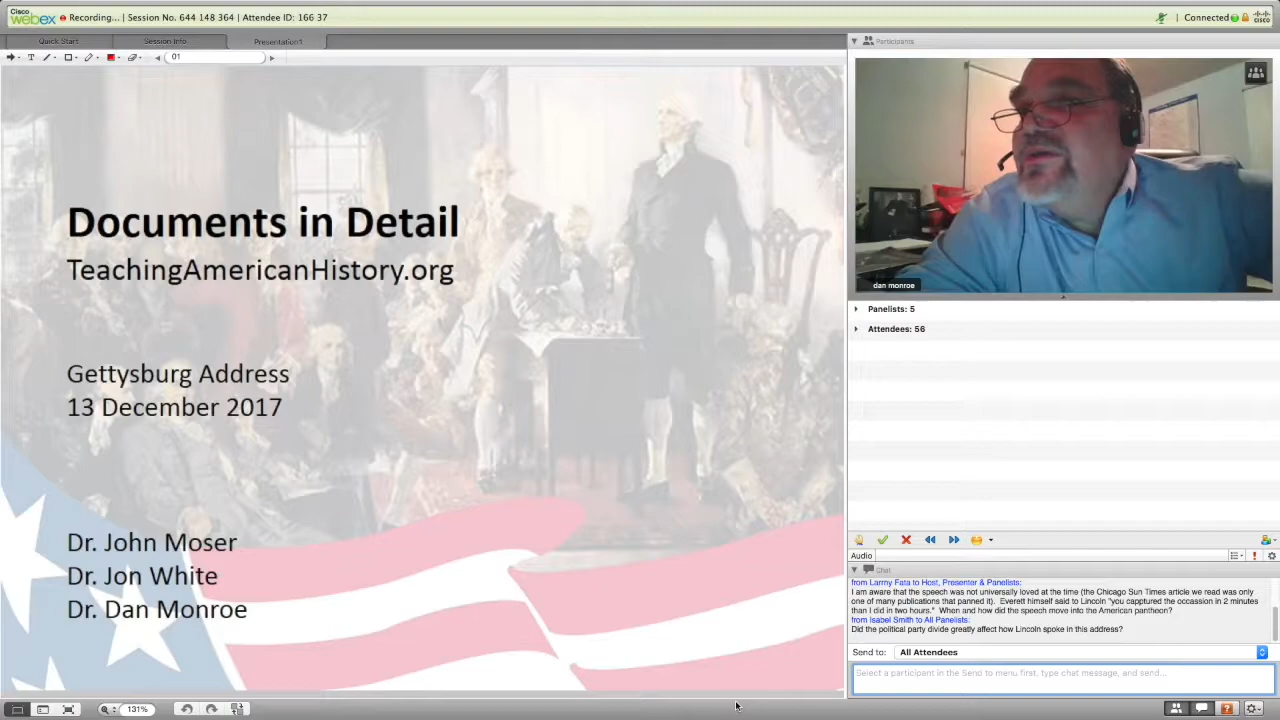 Cisco
webex Recording... | Session No. 644 148 364 | Attendee ID: 166 37
Connected
Quick Start
Session Info
Presentation1
Participants
T
01
dan monroe
Documents in Detail
TeachingAmericanHistory.org
Gettysburg Address
13 December 2017
Dr. John Moser
Dr. Jon White
Dr. Dan Monroe
Panelists: 5
Attendees: 56
Audio
Chat
from Larrny Fata to Host, Presenter & Panelists:
I am aware that the speech was not universally loved at the time (the Chicago Sun Times article we read was only
one of many publications that panned it). Everett himself said to Lincoln "you capptured the occassion in 2 minutes
than I did in two hours." When and how did the speech move into the American pantheon?
from Isabel Smith to All Panelists:
Did the political party divide greatly affect how Lincoln spoke in this address?
Send to: All Attendees
Select a participant in the Send to menu first, type chat message, and send...
131%